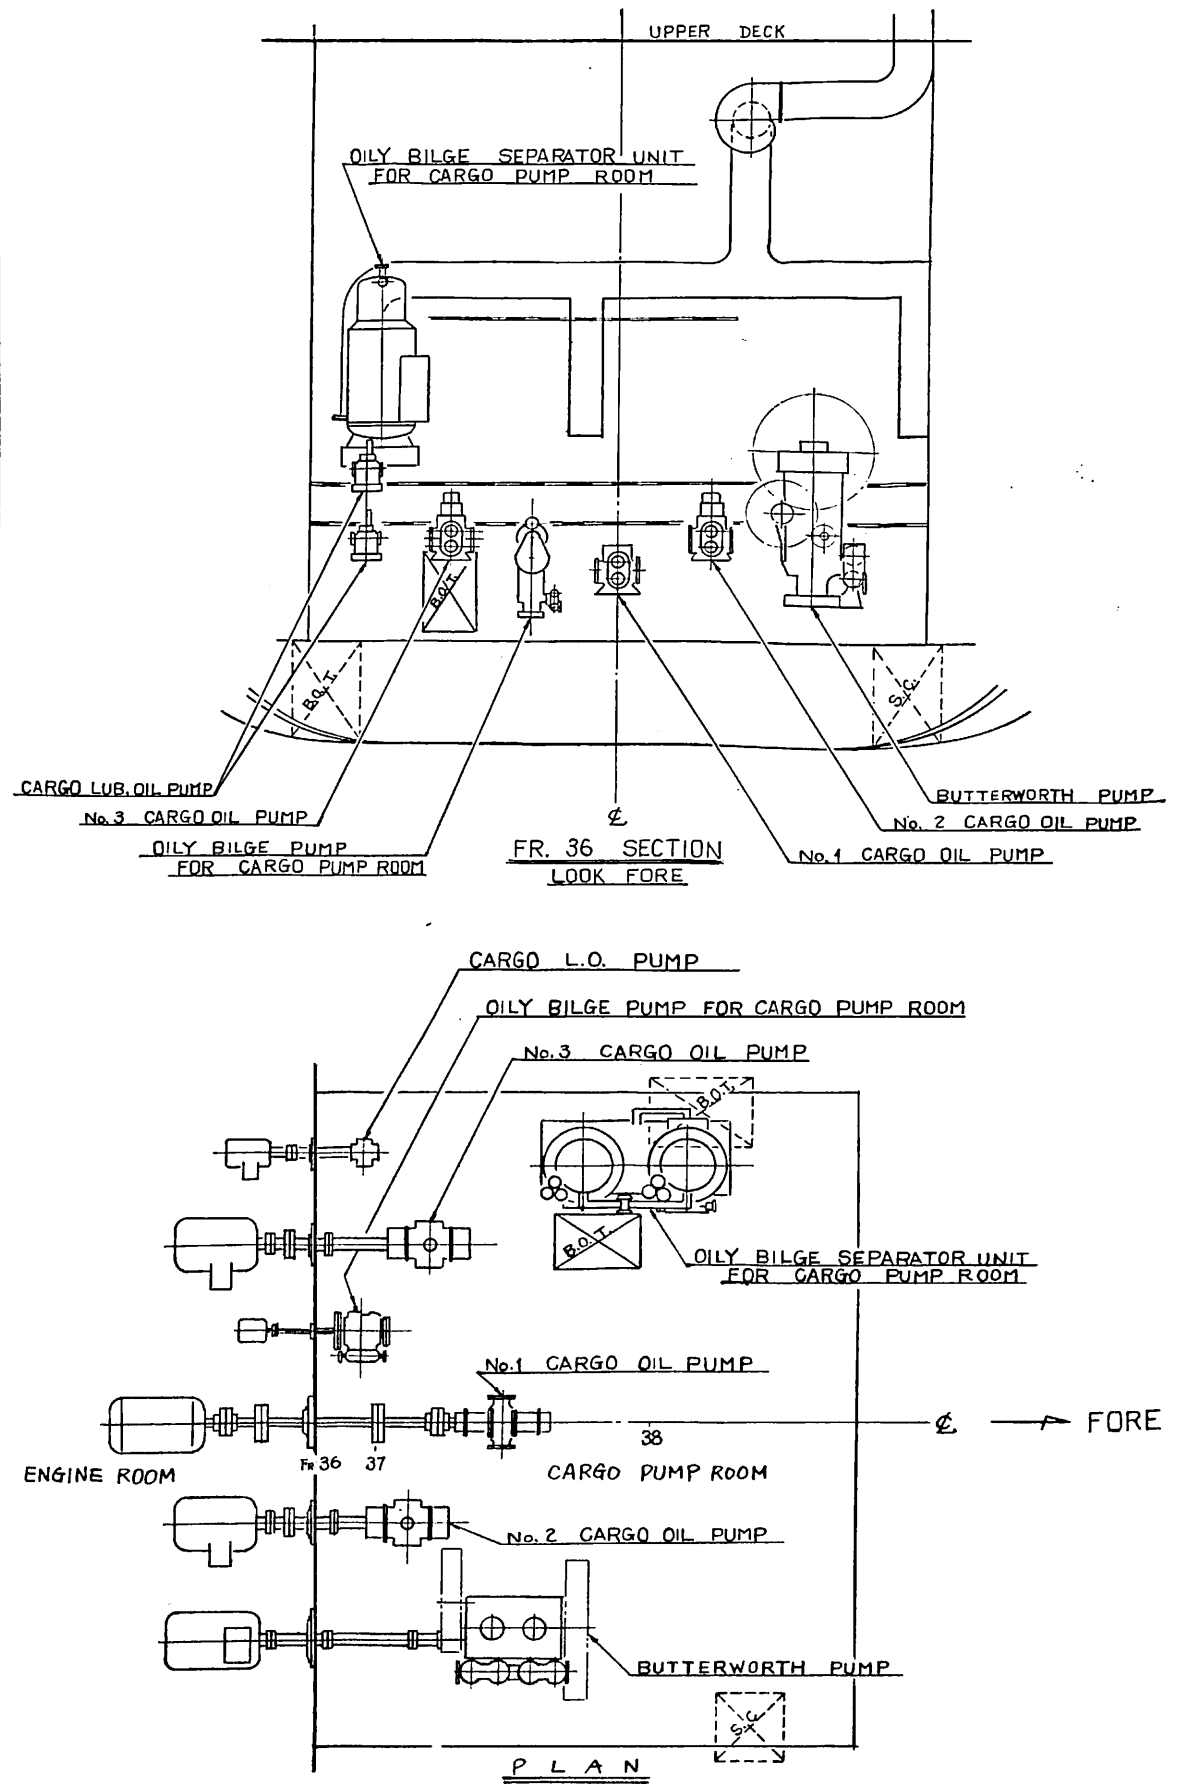 UPPER DECK
OILY BILGE SEPARATOR UNIT
FOR CARGO PUMP ROOM
B.O.T.
B.O.T.
S.C.
CARGO LUB. OIL PUMP
No. 3 CARGO OIL PUMP
OILY BILGE PUMP
FOR CARGO PUMP ROOM
BUTTERWORTH PUMP
No. 2 CARGO OIL PUMP
No. 1 CARGO OIL PUMP
℄
FR. 36 SECTION
LOOK FORE
CARGO L.O. PUMP
OILY BILGE PUMP FOR CARGO PUMP ROOM
No. 3 CARGO OIL PUMP
B.O.T.
B.O.T.
OILY BILGE SEPARATOR UNIT
FOR CARGO PUMP ROOM
No. 1 CARGO OIL PUMP
℄ FORE
38
FR 36 37
ENGINE ROOM
CARGO PUMP ROOM
No. 2 CARGO OIL PUMP
BUTTERWORTH PUMP
S.C.
PLAN